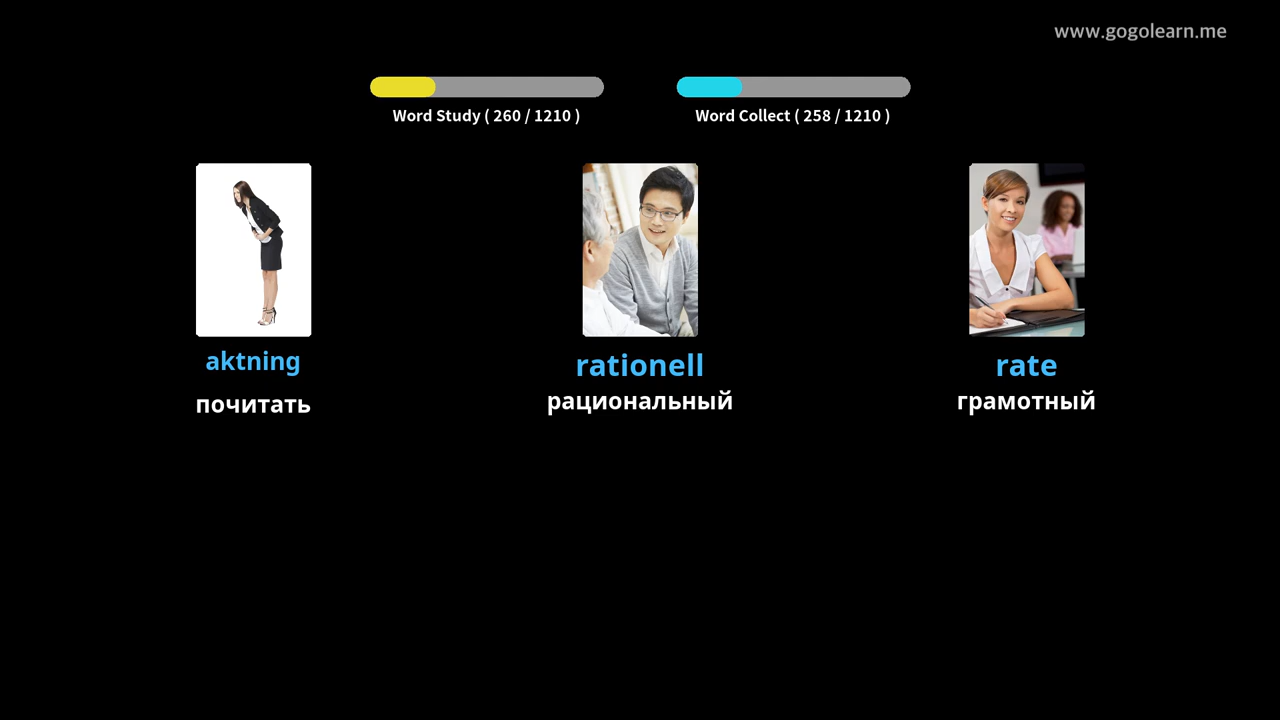 www.gogolearn.me
Word Study ( 260 / 1210 )
Word Collect ( 258 / 1210 )
aktning
rationell
rate
почитать
рациональный
грамотный